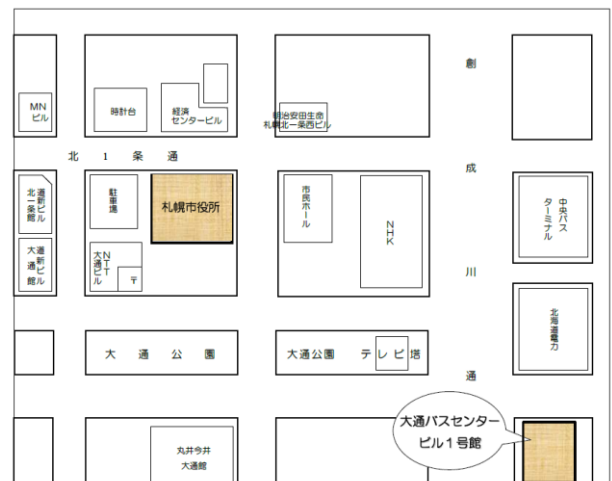 MN
ビル
時計台
経済
センタービル
明治安田生命
札幌北一条西ビル
創
北 1 条 通
成
道新ビル
北一条館
駐車場
札幌市役所
市民ホール
NHK
中央バス
ターミナル
道新ビル
大通館
NTT
大通ビル
〒
川
北海道電力
大 通 公 園
大通公園 テレビ塔
通
大通バスセンター
ビル1号館
丸井今井
大通館